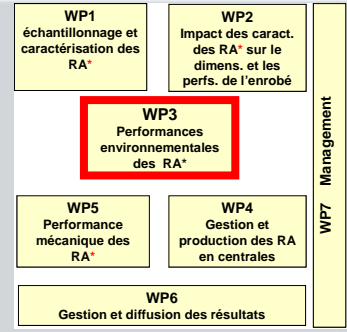 WP1
échantillonnage et
caractérisation des
RA*
WP2
Impact des caract.
des RA* sur le
dimens. et les
perfs. de l'enrobé
WP3
Performances
environnementales
des RA*
WP5
Performance
mécanique des
RA*
WP4
Gestion et
production des RA
en centrales
WP6
Gestion et diffusion des résultats
WP7 Management